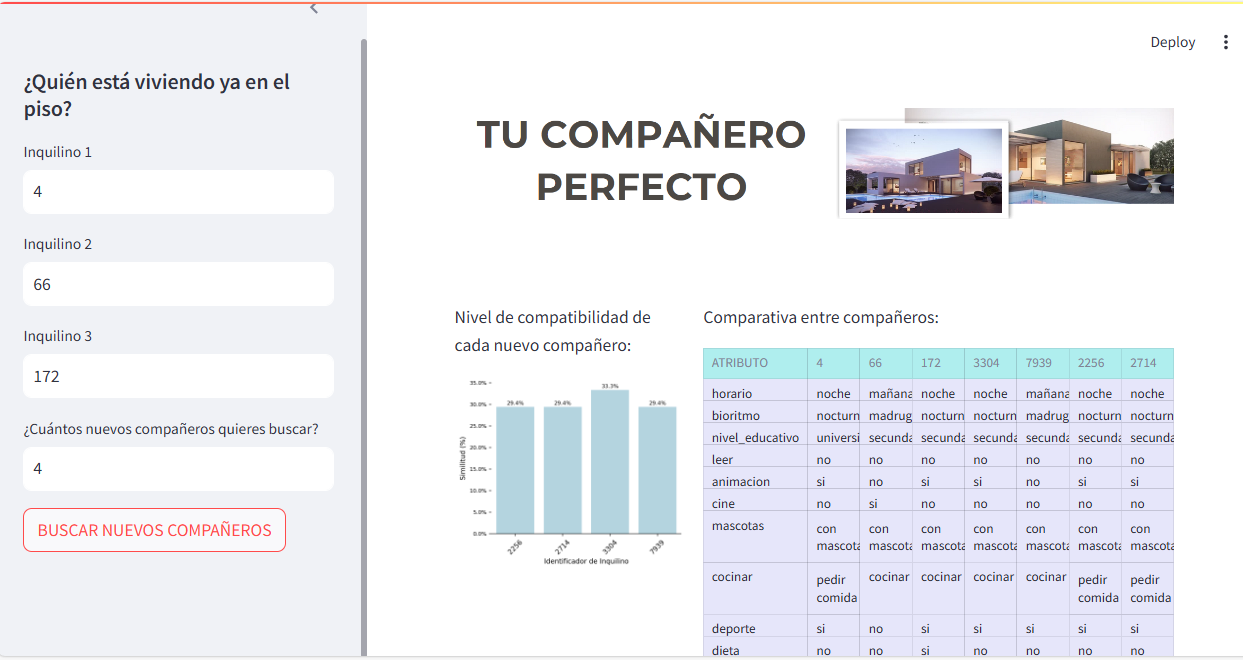 Deploy
¿Quién está viviendo ya en el
piso?
Inquilino 1
4
Inquilino 2
66
Inquilino 3
172
¿Cuántos nuevos compañeros quieres buscar?
4
BUSCAR NUEVOS COMPAÑEROS
TU COMPAÑERO
PERFECTO
Nivel de compatibilidad de
cada nuevo compañero:
35.0%
30.0%
25.0%
20.0%
15.0%
10.0%
5.0%
0.0%
Similitud (%)
29.4% 29.4% 33.3% 29.4%
2256 2714 3304 7939
Identificador de Inquilino
Comparativa entre compañeros:
ATRIBUTO 4 66 172 3304 7939 2256 2714
horario noche mañana noche noche mañana noche noche
bioritmo nocturn madrug nocturn nocturn madrug nocturn nocturn
nivel_educativo universi secunda secunda secunda secunda secunda secunda
leer no no no no no no no
animacion si no si si no si si
cine no si no no no no no
mascotas con con con con con con con
mascota mascota mascota mascota mascota mascota mascota
cocinar pedir cocinar cocinar cocinar cocinar pedir pedir
comida comida comida
deporte si no si si si si si
dieta no no si no no no no